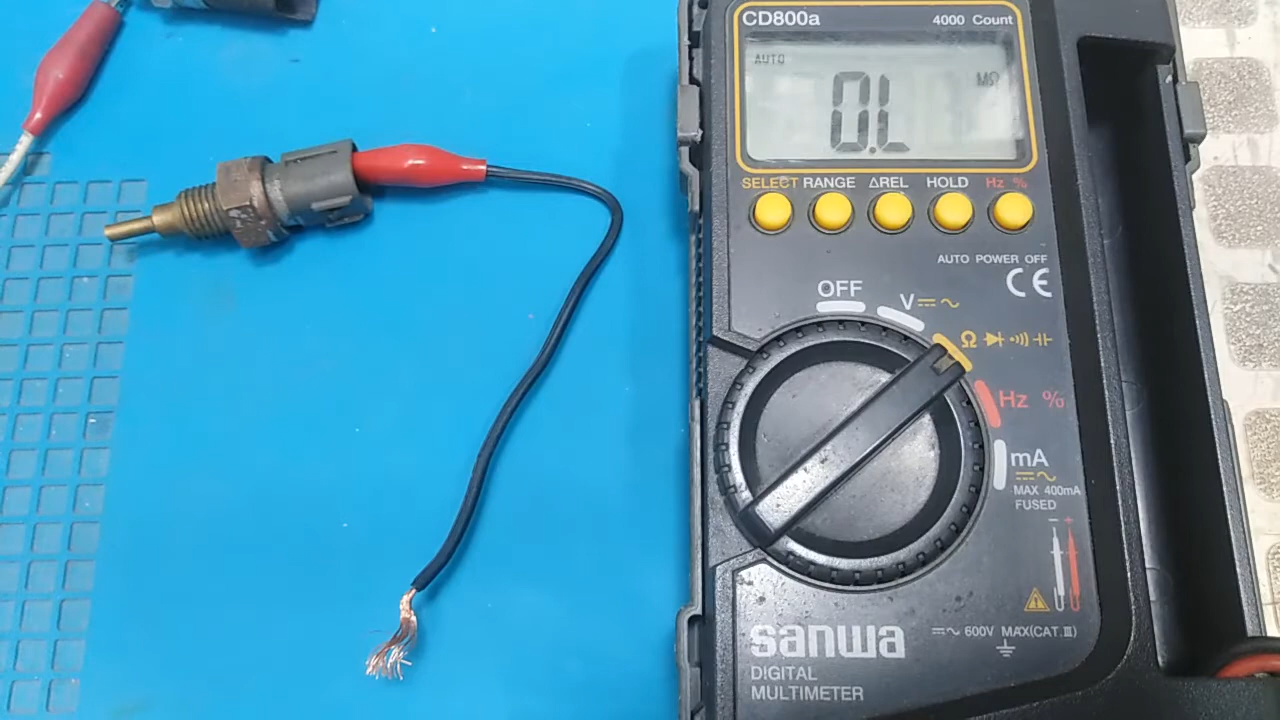 CD800a 4000 Count
AUTO
MΩ
0.L
SELECT RANGE ΔREL HOLD Hz %
AUTO POWER OFF
CE
OFF
V
Ω
Hz %
mA
MAX 400mA
FUSED
sanwa
600V MAX(CAT.III)
DIGITAL
MULTIMETER